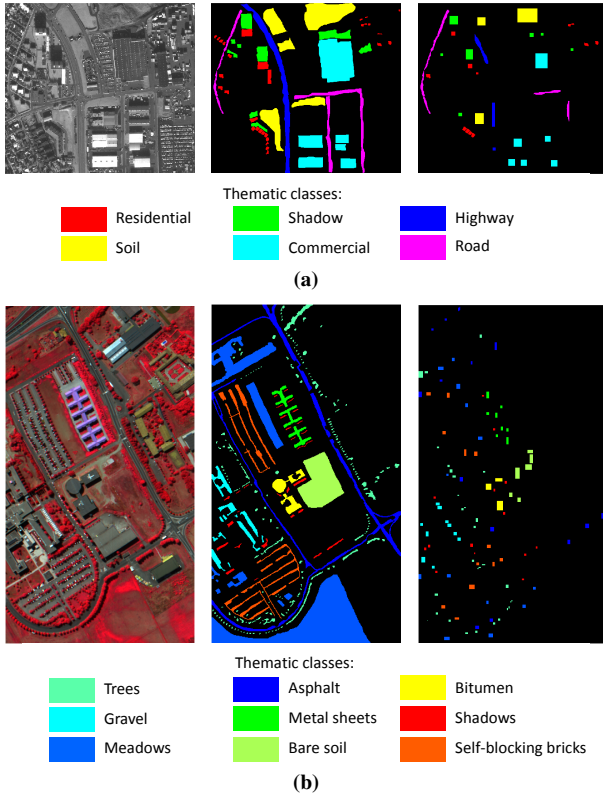 Thematic classes:
Residential Shadow Highway
Soil Commercial Road
(a)
Thematic classes:
Trees Asphalt Bitumen
Gravel Metal sheets Shadows
Meadows Bare soil Self-blocking bricks
(b)